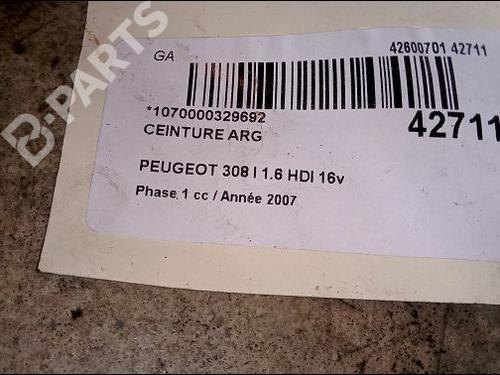 B-PARTS
GA
42600701 42711
*1070000329692
42711
CEINTURE ARG
PEUGEOT 308 I 1.6 HDI 16v
Phase 1 cc / Année 2007